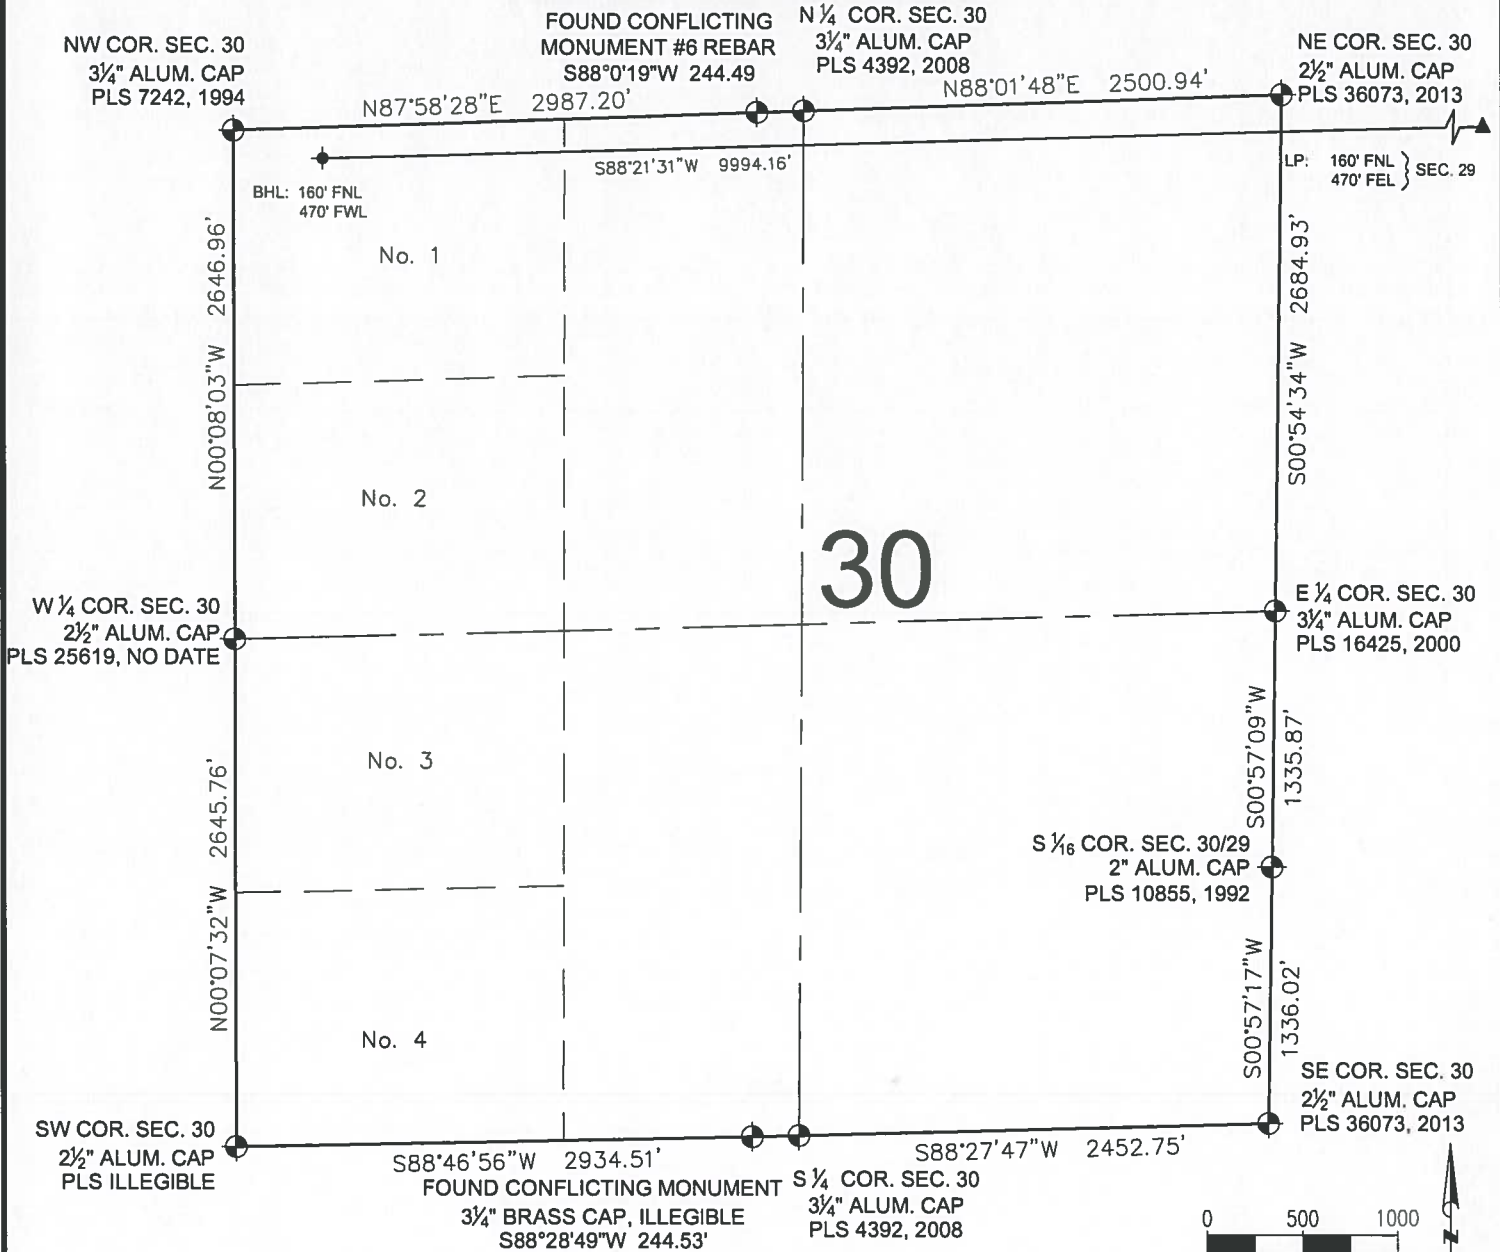 NW COR. SEC. 30
3¼" ALUM. CAP
PLS 7242, 1994
FOUND CONFLICTING
MONUMENT #6 REBAR
S88°0'19"W 244.49
N ¼ COR. SEC. 30
3¼" ALUM. CAP
PLS 4392, 2008
NE COR. SEC. 30
2½" ALUM. CAP
PLS 36073, 2013
N87°58'28"E 2987.20'
N88°01'48"E 2500.94'
S88°21'31"W 9994.16'
BHL: 160' FNL
470' FWL
LP: 160' FNL
470' FEL } SEC. 29
N00°08'03"W 2646.96'
S00°54'34"W 2684.93'
No. 1
No. 2
30
W ¼ COR. SEC. 30
2½" ALUM. CAP
PLS 25619, NO DATE
E ¼ COR. SEC. 30
3¼" ALUM. CAP
PLS 16425, 2000
No. 3
N00°07'32"W 2645.76'
S00°57'09"W
1335.87'
S 1⁄16 COR. SEC. 30/29
2" ALUM. CAP
PLS 10855, 1992
No. 4
S00°57'17"W
1336.02'
SW COR. SEC. 30
2½" ALUM. CAP
PLS ILLEGIBLE
SE COR. SEC. 30
2½" ALUM. CAP
PLS 36073, 2013
S88°46'56"W 2934.51'
S88°27'47"W 2452.75'
FOUND CONFLICTING MONUMENT
3¼" BRASS CAP, ILLEGIBLE
S88°28'49"W 244.53'
S ¼ COR. SEC. 30
3¼" ALUM. CAP
PLS 4392, 2008
0 500 1000
N